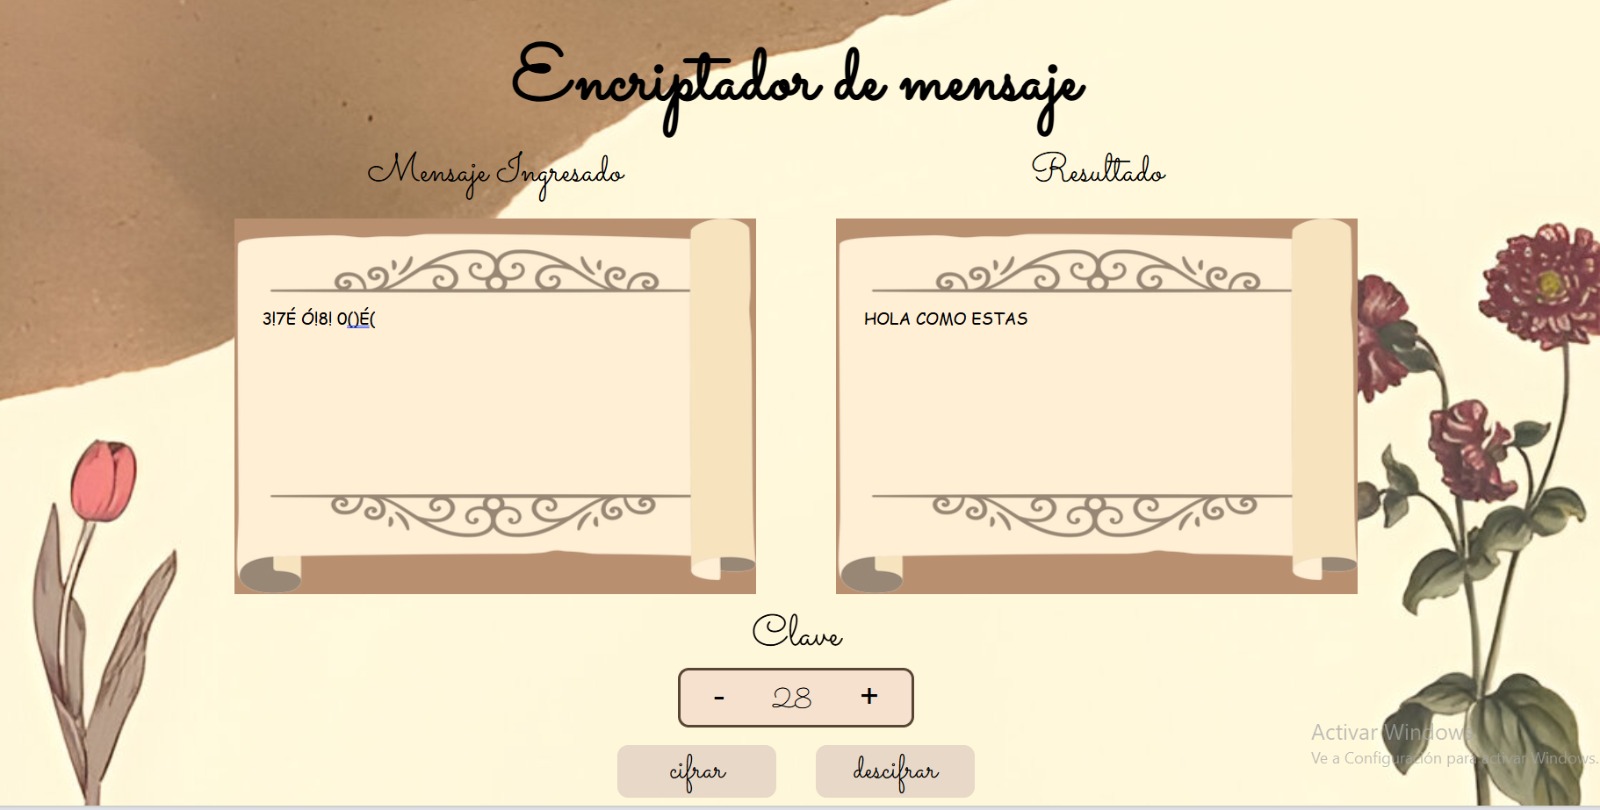 Encriptador de mensaje
Mensaje Ingresado
Resultado
3!7É Ó!8! 0()É(
HOLA COMO ESTAS
Clave
- 28 +
cifrar
descifrar
Activar Windows
Ve a Configuración para activar Windows.